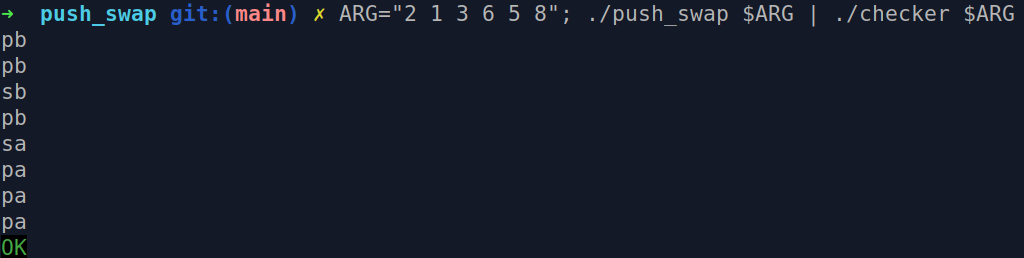 ➜  push_swap git:(main) ✗ ARG="2 1 3 6 5 8"; ./push_swap $ARG | ./checker $ARG
pb
pb
sb
pb
sa
pa
pa
pa
OK